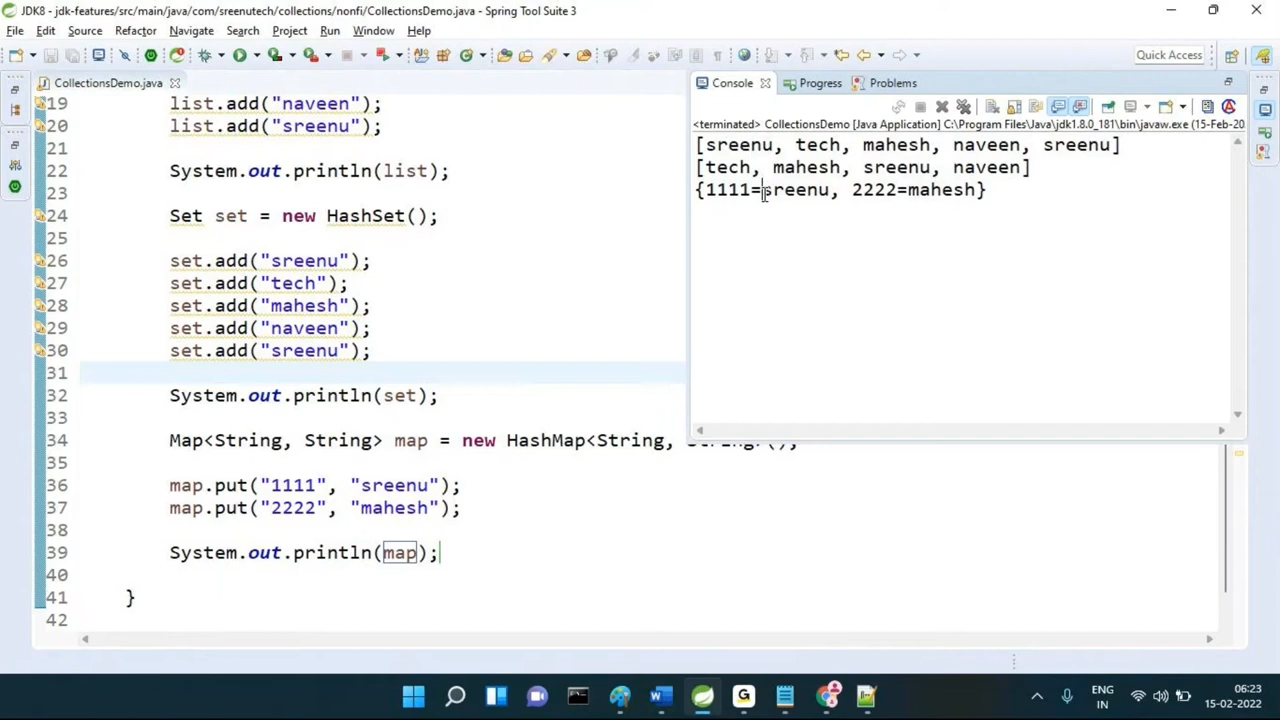 JDK8 - jdk-features/src/main/java/com/sreenutech/collections/nonfi/CollectionsDemo.java - Spring Tool Suite 3
File Edit Source Refactor Navigate Search Project Run Window Help
Quick Access
CollectionsDemo.java
19 list.add("naveen");
20 list.add("sreenu");
21
22 System.out.println(list);
23
24 Set set = new HashSet();
25
26 set.add("sreenu");
27 set.add("tech");
28 set.add("mahesh");
29 set.add("naveen");
30 set.add("sreenu");
31
32 System.out.println(set);
33
34 Map<String, String> map = new HashMap<String, String>();
35
36 map.put("1111", "sreenu");
37 map.put("2222", "mahesh");
38
39 System.out.println(map);
40
41 }
42
Console Progress Problems
<terminated> CollectionsDemo [Java Application] C:\Program Files\Java\jdk1.8.0_181\bin\javaw.exe (15-Feb-20
[sreenu, tech, mahesh, naveen, sreenu]
[tech, mahesh, sreenu, naveen]
{1111=sreenu, 2222=mahesh}
ENG
IN
06:23
15-02-2022